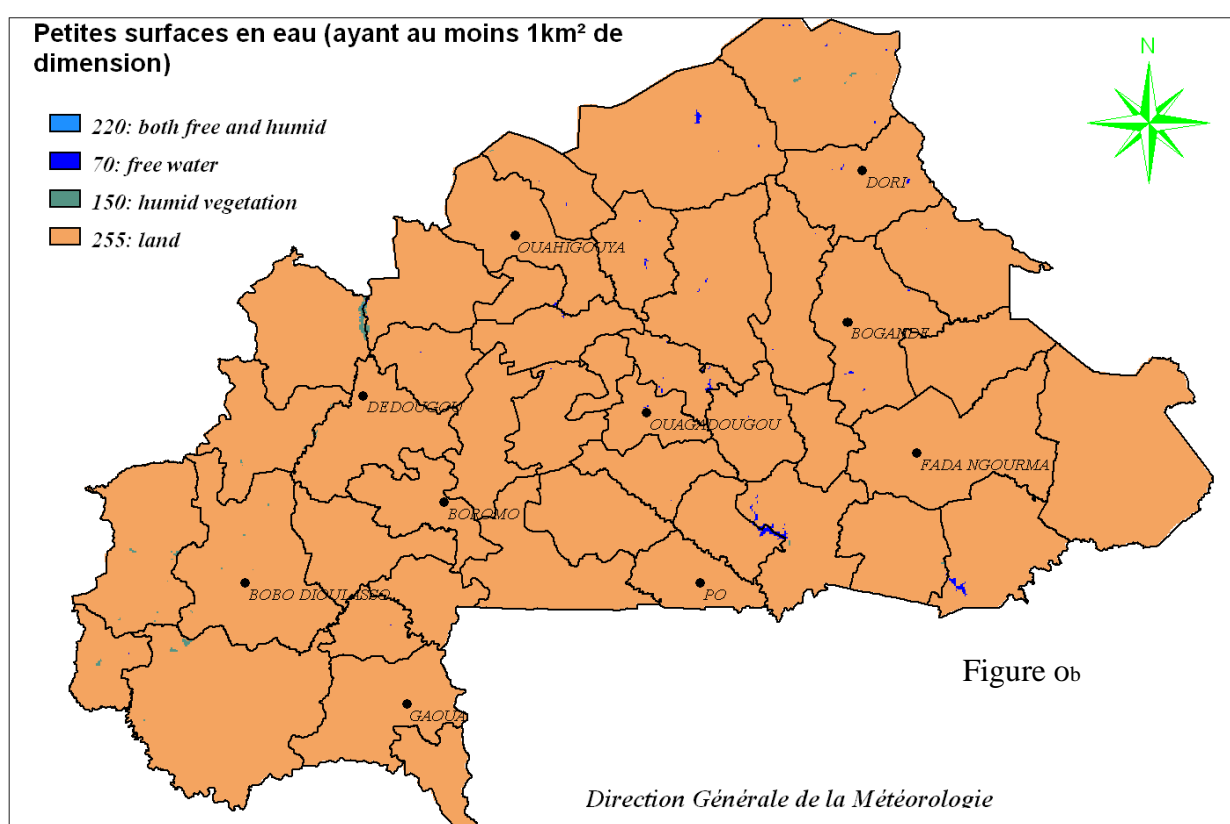 Petites surfaces en eau (ayant au moins 1km² de
dimension)
N
220: both free and humid
70: free water
150: humid vegetation
255: land
DORI
OUAHIGOUYA
BOGANDE
DEDOUGOU
OUAGADOUGOU
FADA NGOURMA
BOROMO
BOBO DIOULASSO
PO
GAOUA
Figure ob
Direction Générale de la Météorologie